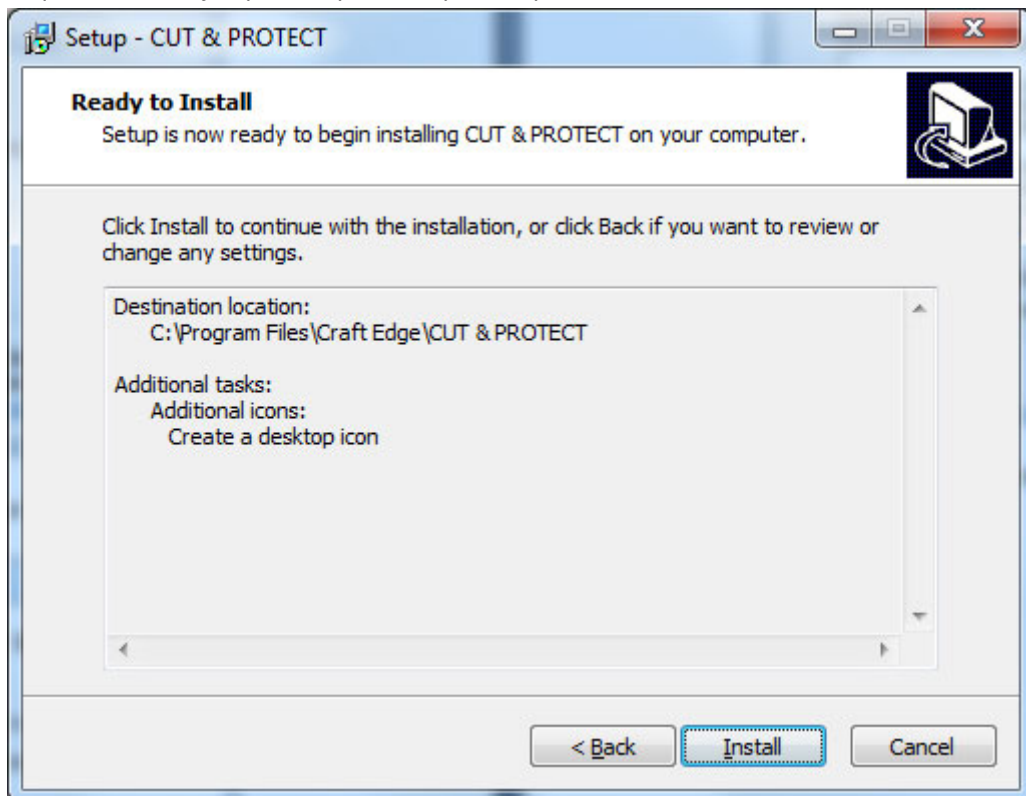 Setup - CUT & PROTECT
Ready to Install
Setup is now ready to begin installing CUT & PROTECT on your computer.
Click Install to continue with the installation, or click Back if you want to review or
change any settings.
Destination location:
C:\Program Files\Craft Edge\CUT & PROTECT
Additional tasks:
Additional icons:
Create a desktop icon
< Back
Install
Cancel